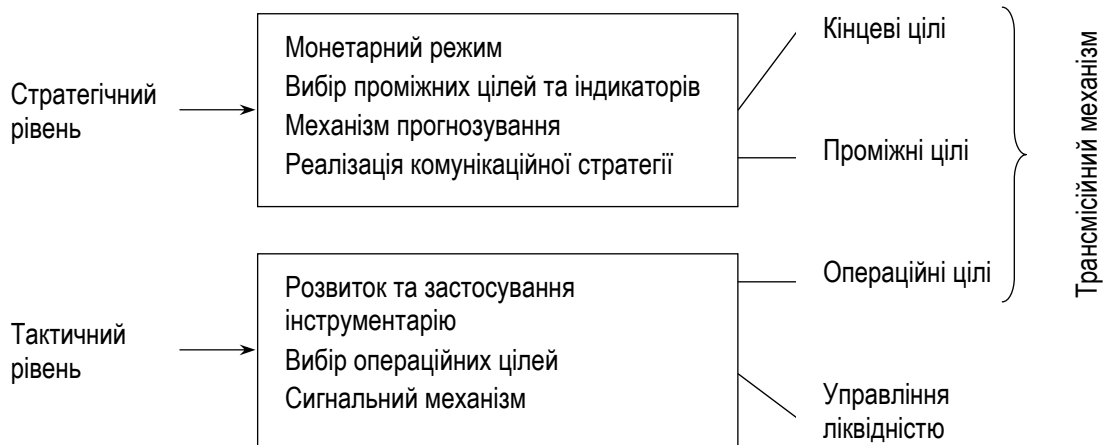 Стратегічний
рівень
Монетарний режим
Вибір проміжних цілей та індикаторів
Механізм прогнозування
Реалізація комунікаційної стратегії
Кінцеві цілі
Проміжні цілі
Тактичний
рівень
Розвиток та застосування
інструментарію
Вибір операційних цілей
Сигнальний механізм
Операційні цілі
Управління
ліквідністю
Трансмісійний механізм